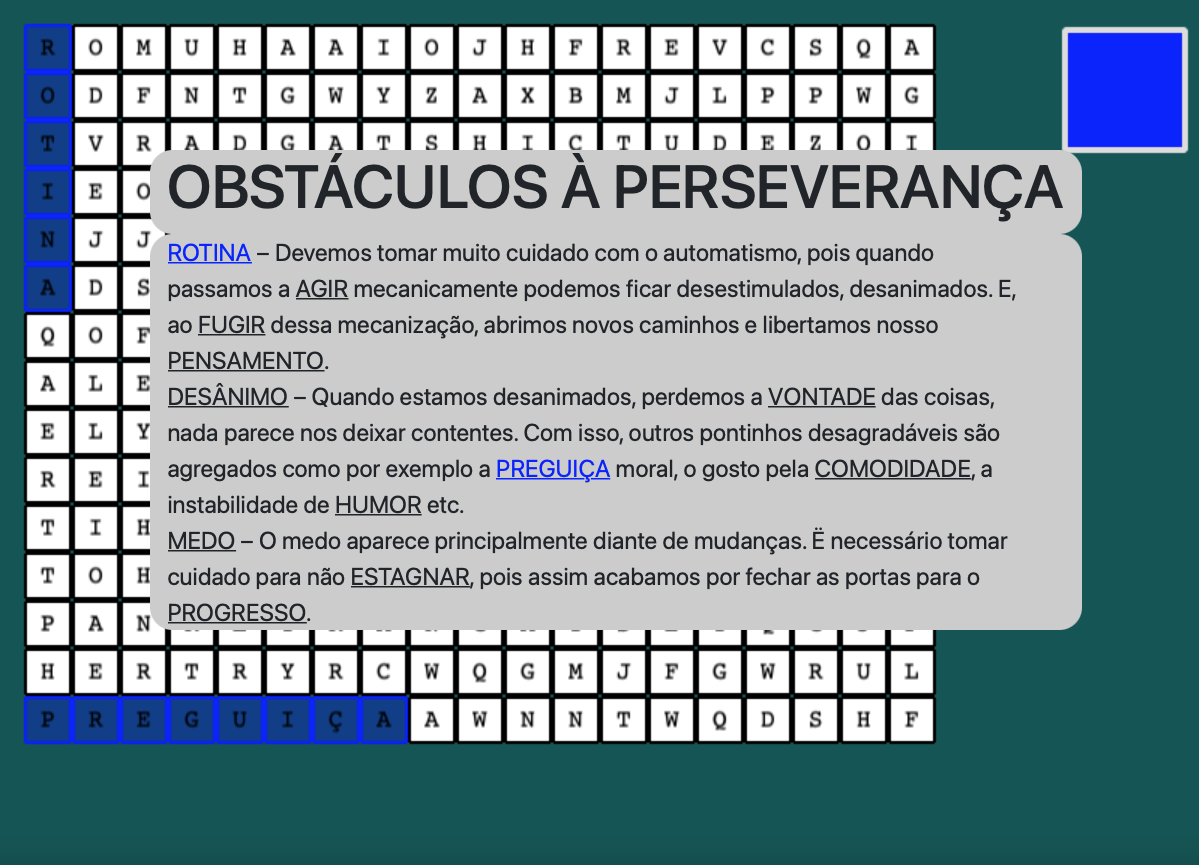 R O M U H A A I O J H F R E V C S Q A
O D F N T G W Y Z A X B M J L P P W G
T V R A D G A T S H I C T U D E Z I
I E O
N J J
A D S
Q O F
A L E
E L Y
R E I
T I H
T O H
P A N
H E R T R Y R C W Q G M J F G W R U L
P R E G U I Ç A A W N N T W Q D S H F
OBSTÁCULOS À PERSEVERANÇA
ROTINA – Devemos tomar muito cuidado com o automatismo, pois quando
passamos a AGIR mecanicamente podemos ficar desestimulados, desanimados. E,
ao FUGIR dessa mecanização, abrimos novos caminhos e libertamos nosso
PENSAMENTO.
DESÂNIMO – Quando estamos desanimados, perdemos a VONTADE das coisas,
nada parece nos deixar contentes. Com isso, outros pontinhos desagradáveis são
agregados como por exemplo a PREGUIÇA moral, o gosto pela COMODIDADE, a
instabilidade de HUMOR etc.
MEDO – O medo aparece principalmente diante de mudanças. Ë necessário tomar
cuidado para não ESTAGNAR, pois assim acabamos por fechar as portas para o
PROGRESSO.